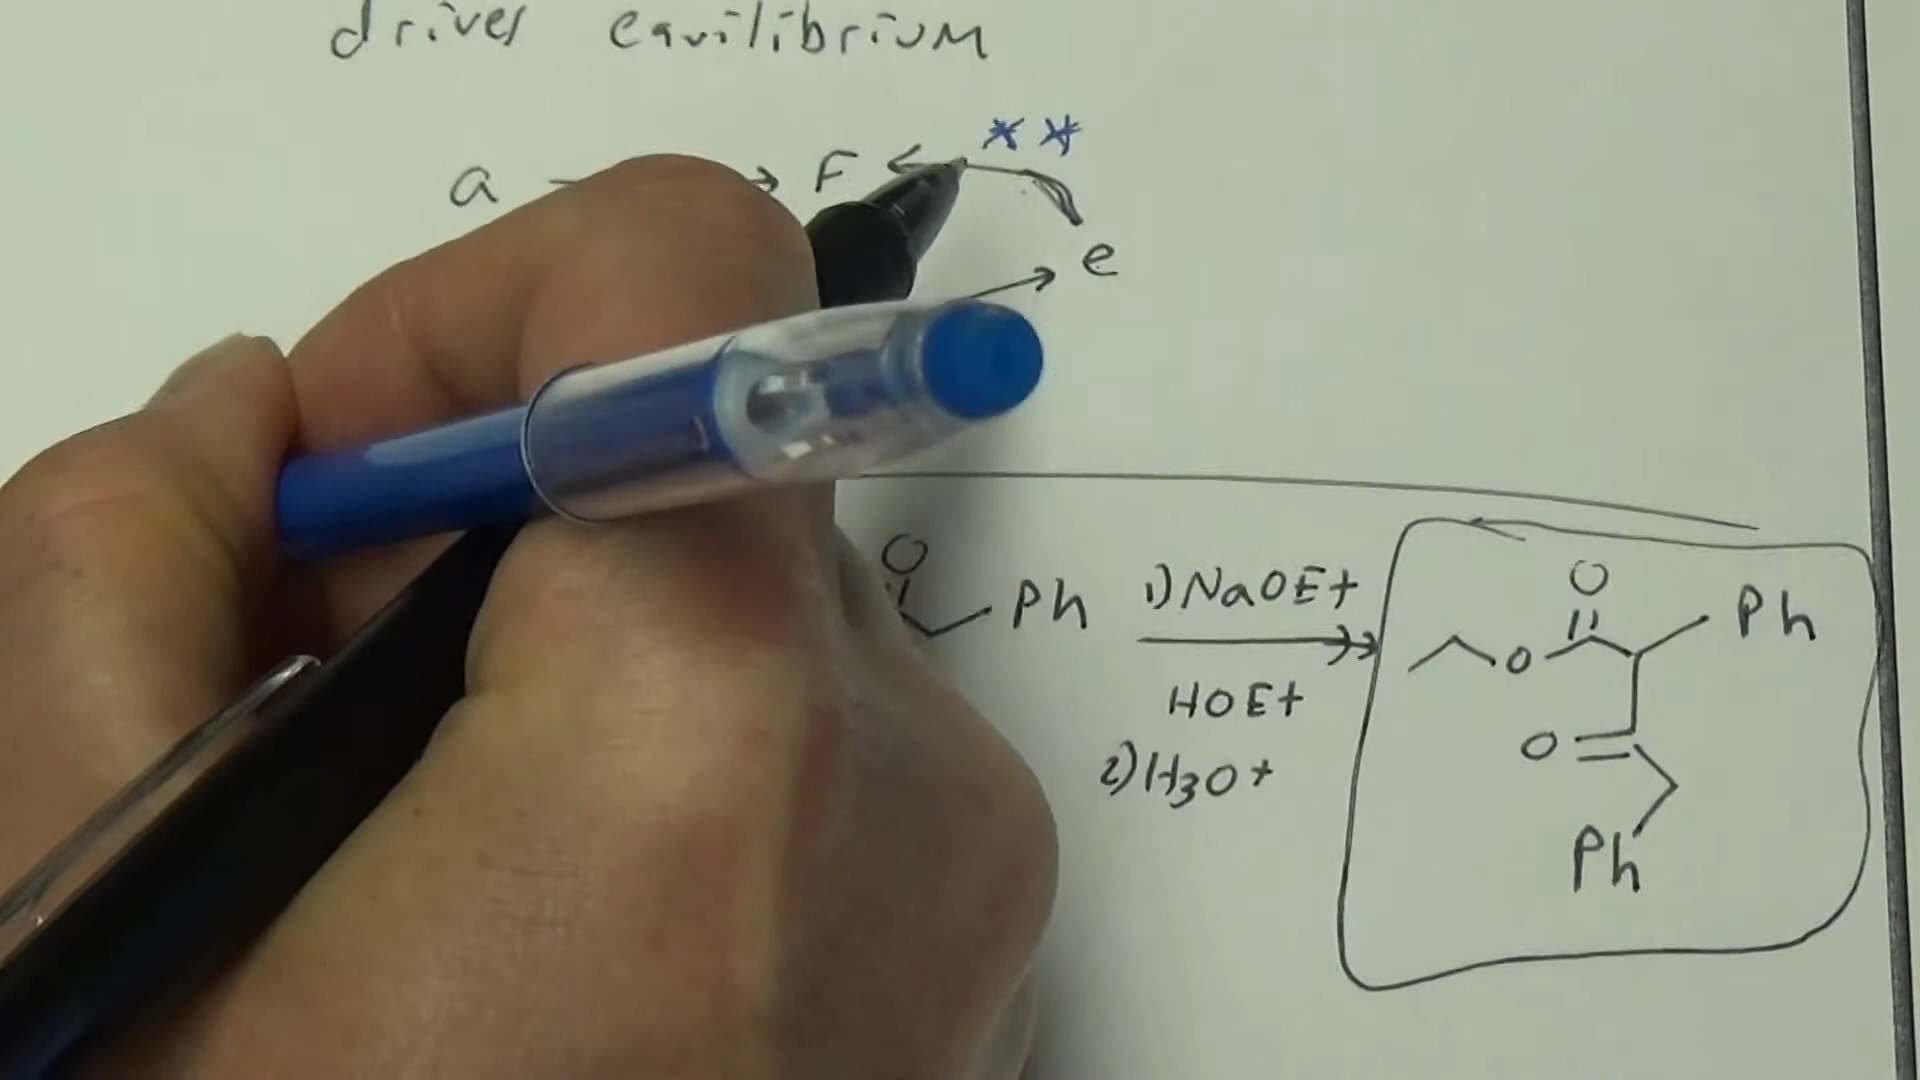 drives equilibrium
a → F ← **
e
O
Ph
1) NaOEt
HOEt
2) H3O+
O
O
Ph
O
Ph